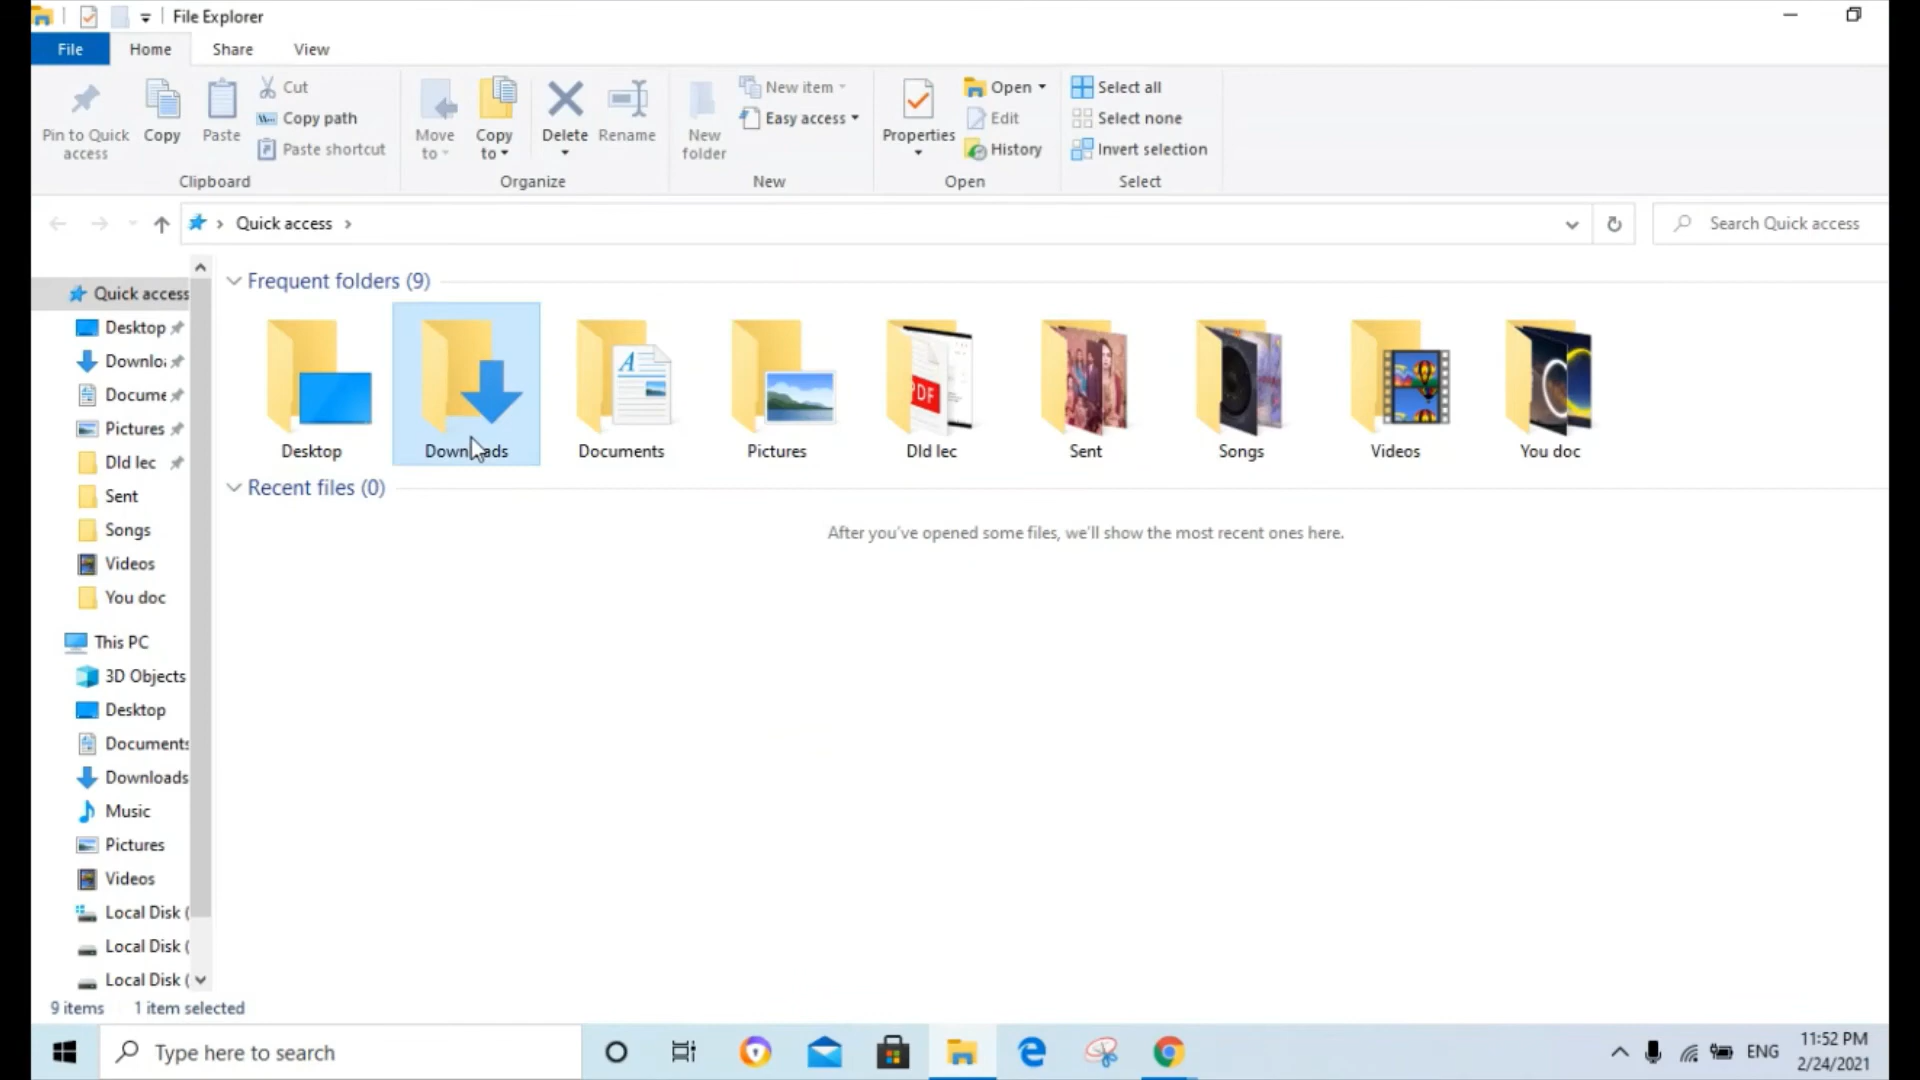 File Explorer
File Home Share View
Pin to Quick access
Copy
Paste
Cut
Copy path
Paste shortcut
Clipboard
Move to
Copy to
Delete
Rename
Organize
New folder
New item
Easy access
New
Properties
Open
Edit
History
Open
Select all
Select none
Invert selection
Select
Quick access
Search Quick access
Quick access
Desktop
Downlo
Docume
Pictures
Dld lec
Sent
Songs
Videos
You doc
This PC
3D Objects
Desktop
Documents
Downloads
Music
Pictures
Videos
Local Disk (
Local Disk (
Local Disk (
Frequent folders (9)
Desktop
Downloads
Documents
Pictures
A
PDF
Dld lec
Sent
Songs
Videos
You doc
Recent files (0)
After you've opened some files, we'll show the most recent ones here.
9 items 1 item selected
Type here to search
ENG
11:52 PM
2/24/2021